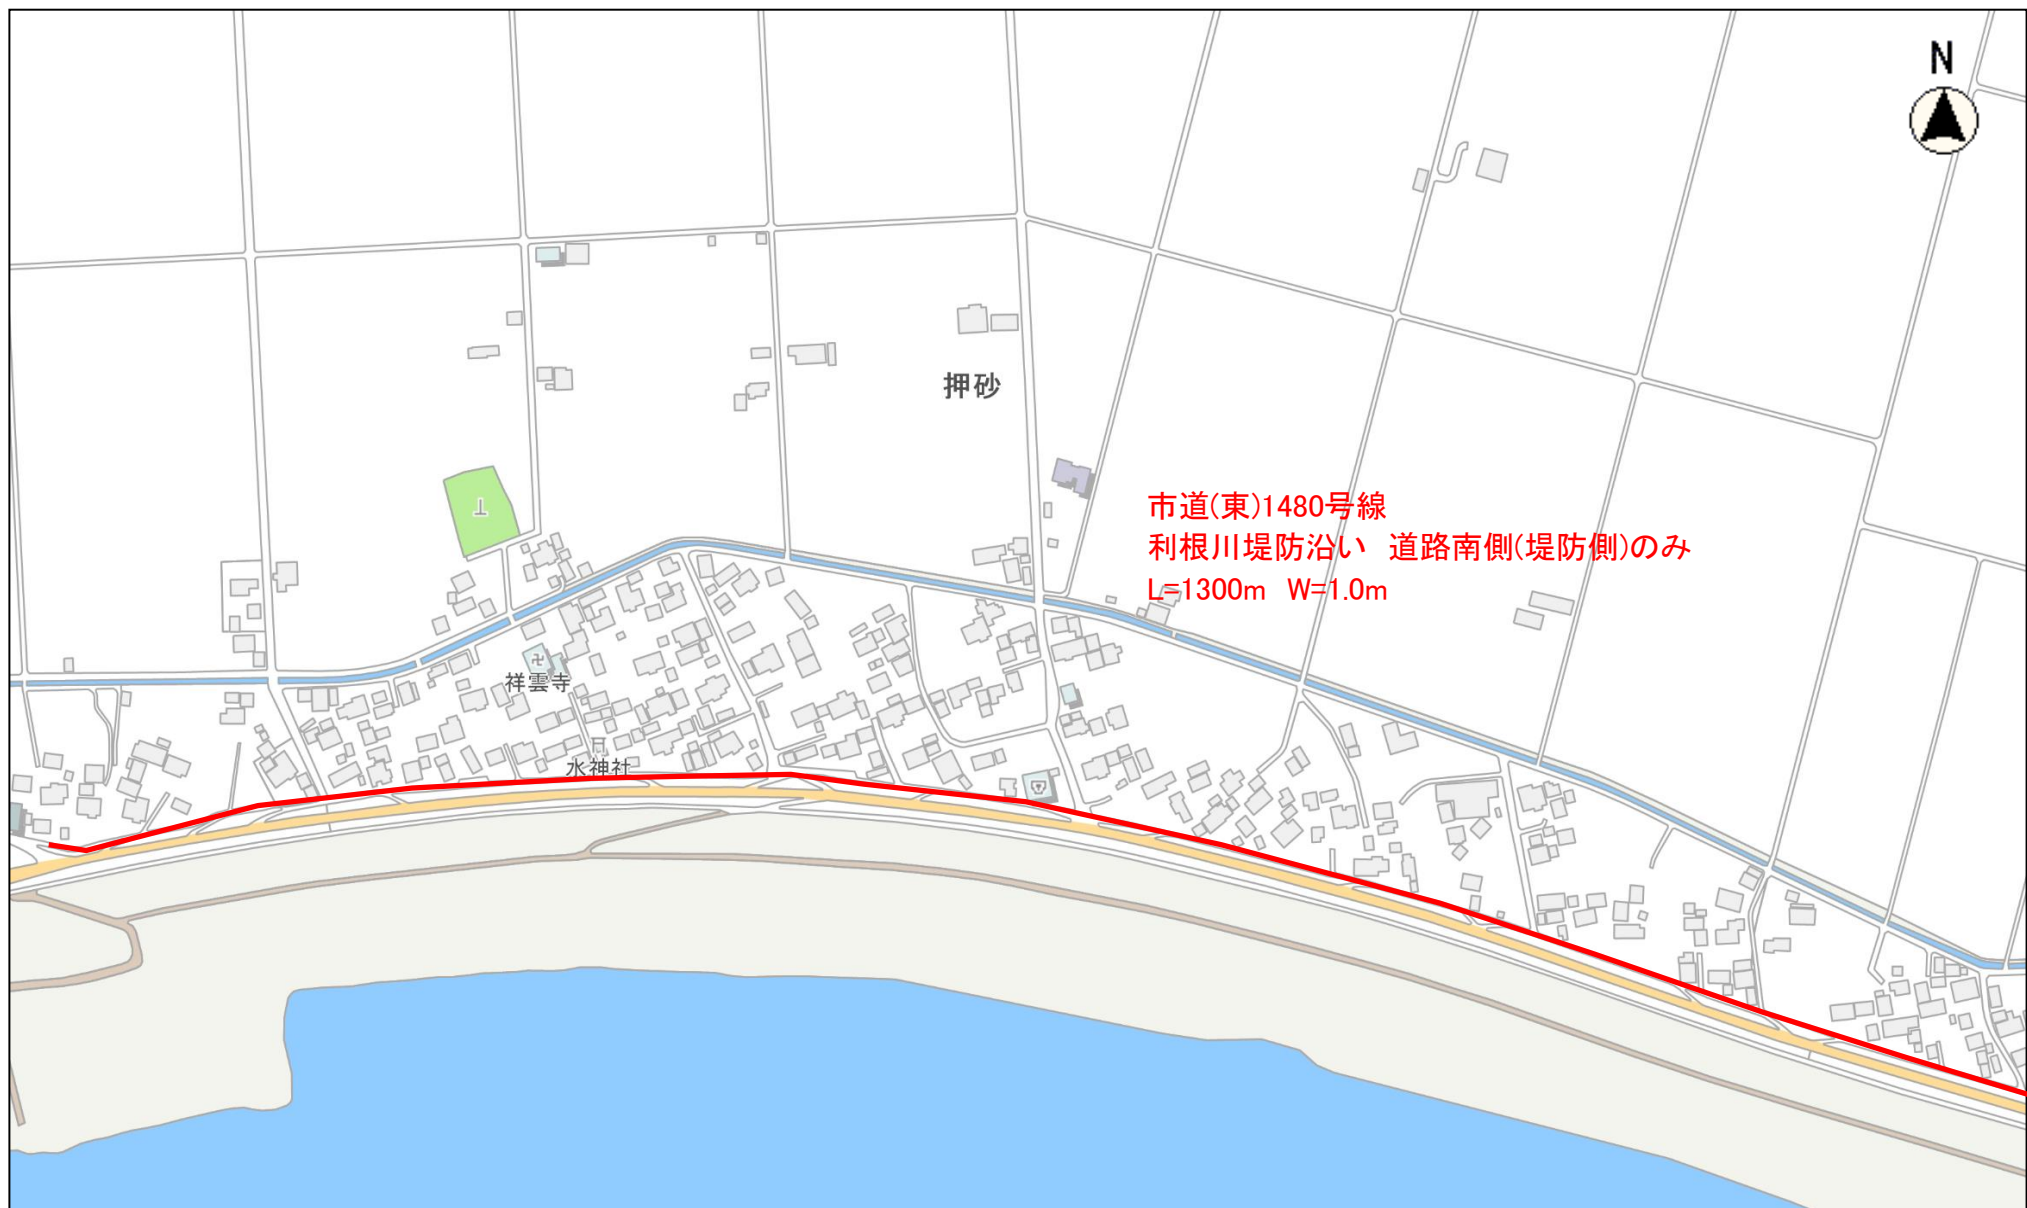 N
押砂
市道(東)1480号線
利根川堤防沿い 道路南側(堤防側)のみ
L=1300m W=1.0m
祥雲寺
水神社